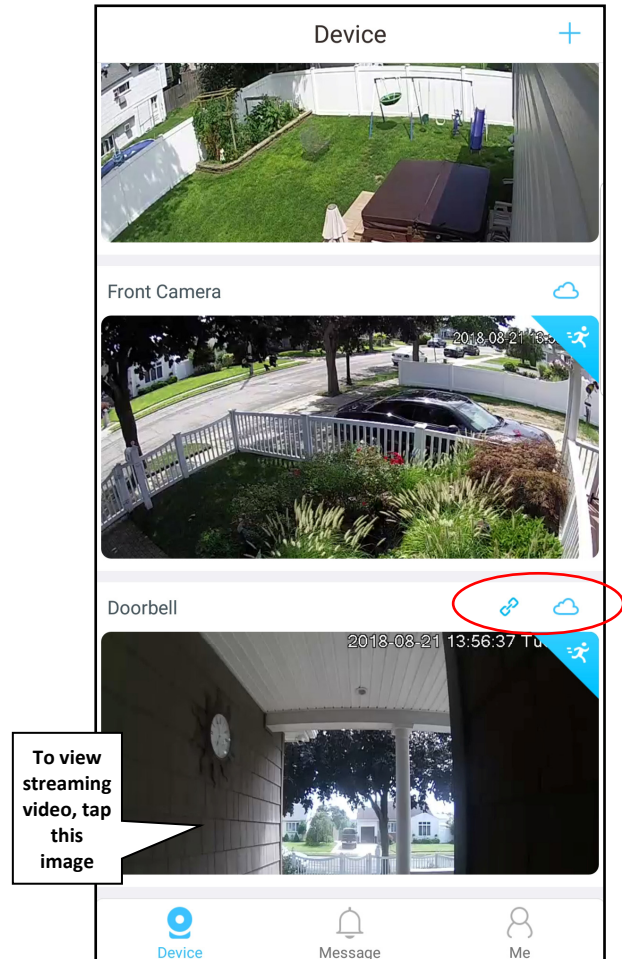 Device
Front Camera
2018-08-21 13:5
Doorbell
2018-08-21 13:56:37 Tu
To view
streaming
video, tap
this
image
Device
Message
Me